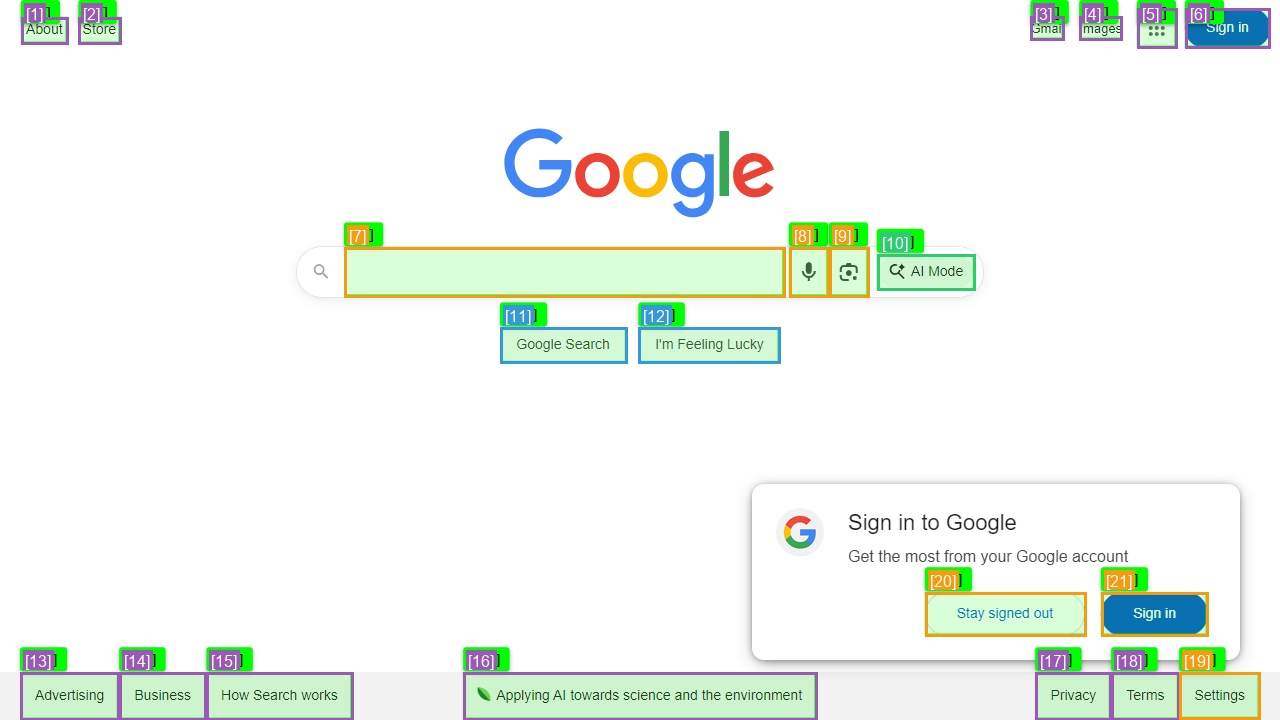 [1] [2] [3] [4] [5] [6]
About Store Gmail Images Sign in
Google
[7] [8] [9] [10]
AI Mode
[11] [12]
Google Search I'm Feeling Lucky
Sign in to Google
Get the most from your Google account
[20] [21]
Stay signed out Sign in
[13] [14] [15] [16] [17] [18] [19]
Advertising Business How Search works Applying AI towards science and the environment Privacy Terms Settings